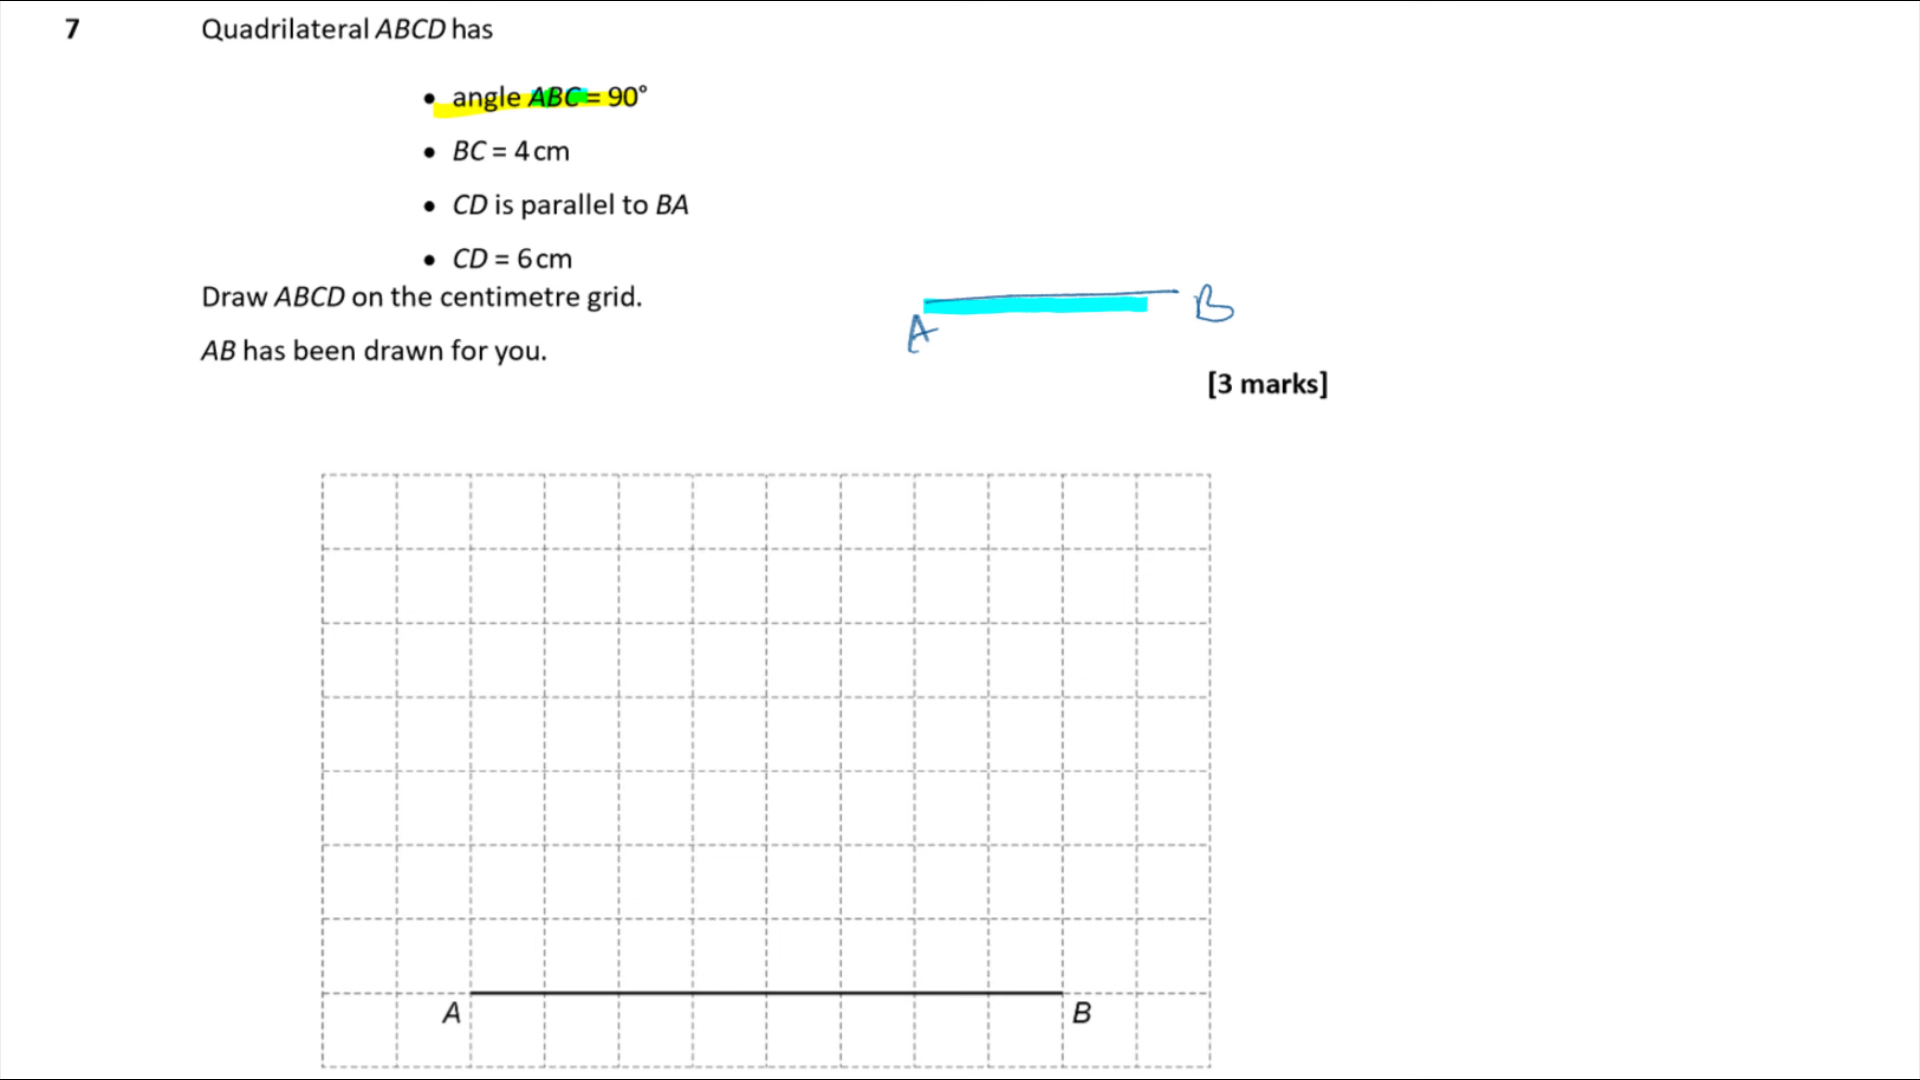 7 Quadrilateral ABCD has
• angle ABC = 90°
• BC = 4 cm
• CD is parallel to BA
• CD = 6 cm
Draw ABCD on the centimetre grid.
A B
AB has been drawn for you.
[3 marks]
A B